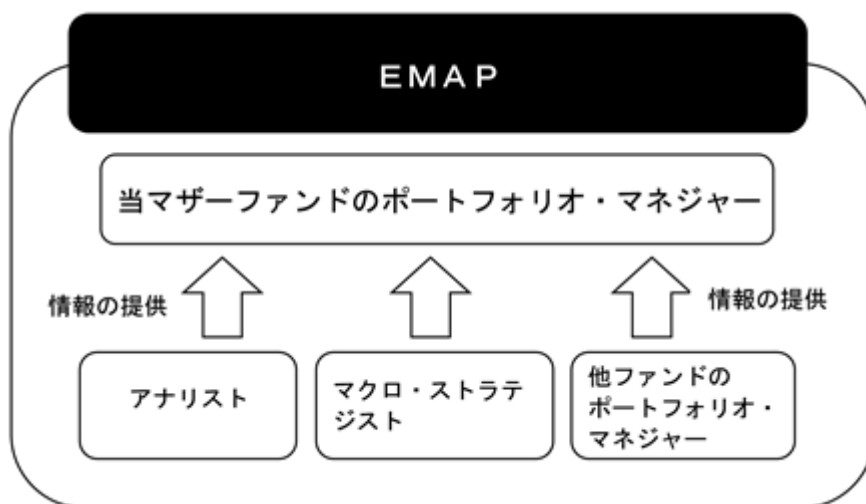 EMAP
当マザーファンドのポートフォリオ・マネジャー
情報の提供
情報の提供
アナリスト
マクロ・ストラテ
ジスト
他ファンドの
ポートフォリオ・
マネジャー